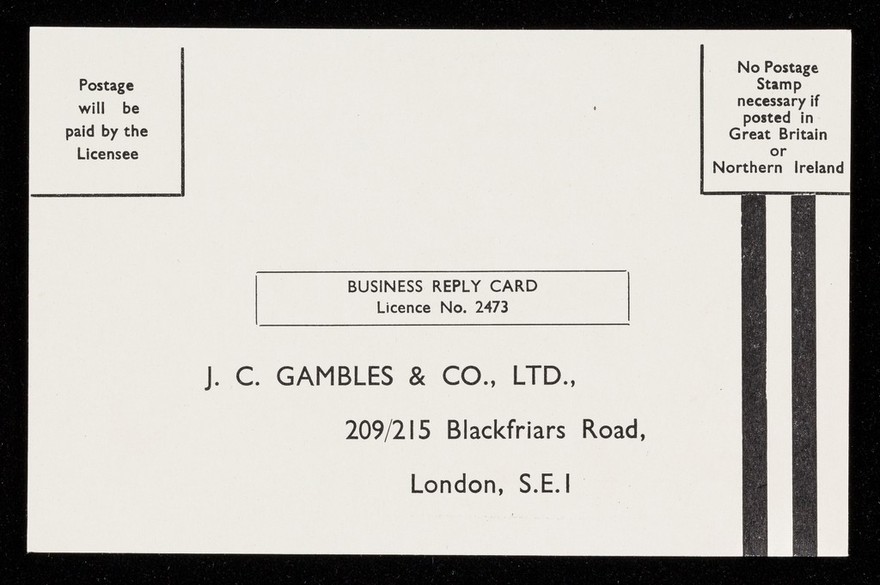 Postage
will be
paid by the
Licensee
No Postage
Stamp
necessary if
posted in
Great Britain
or
Northern Ireland
BUSINESS REPLY CARD
Licence No. 2473
J. C. GAMBLES & CO., LTD.,
209/215 Blackfriars Road,
London, S.E.1